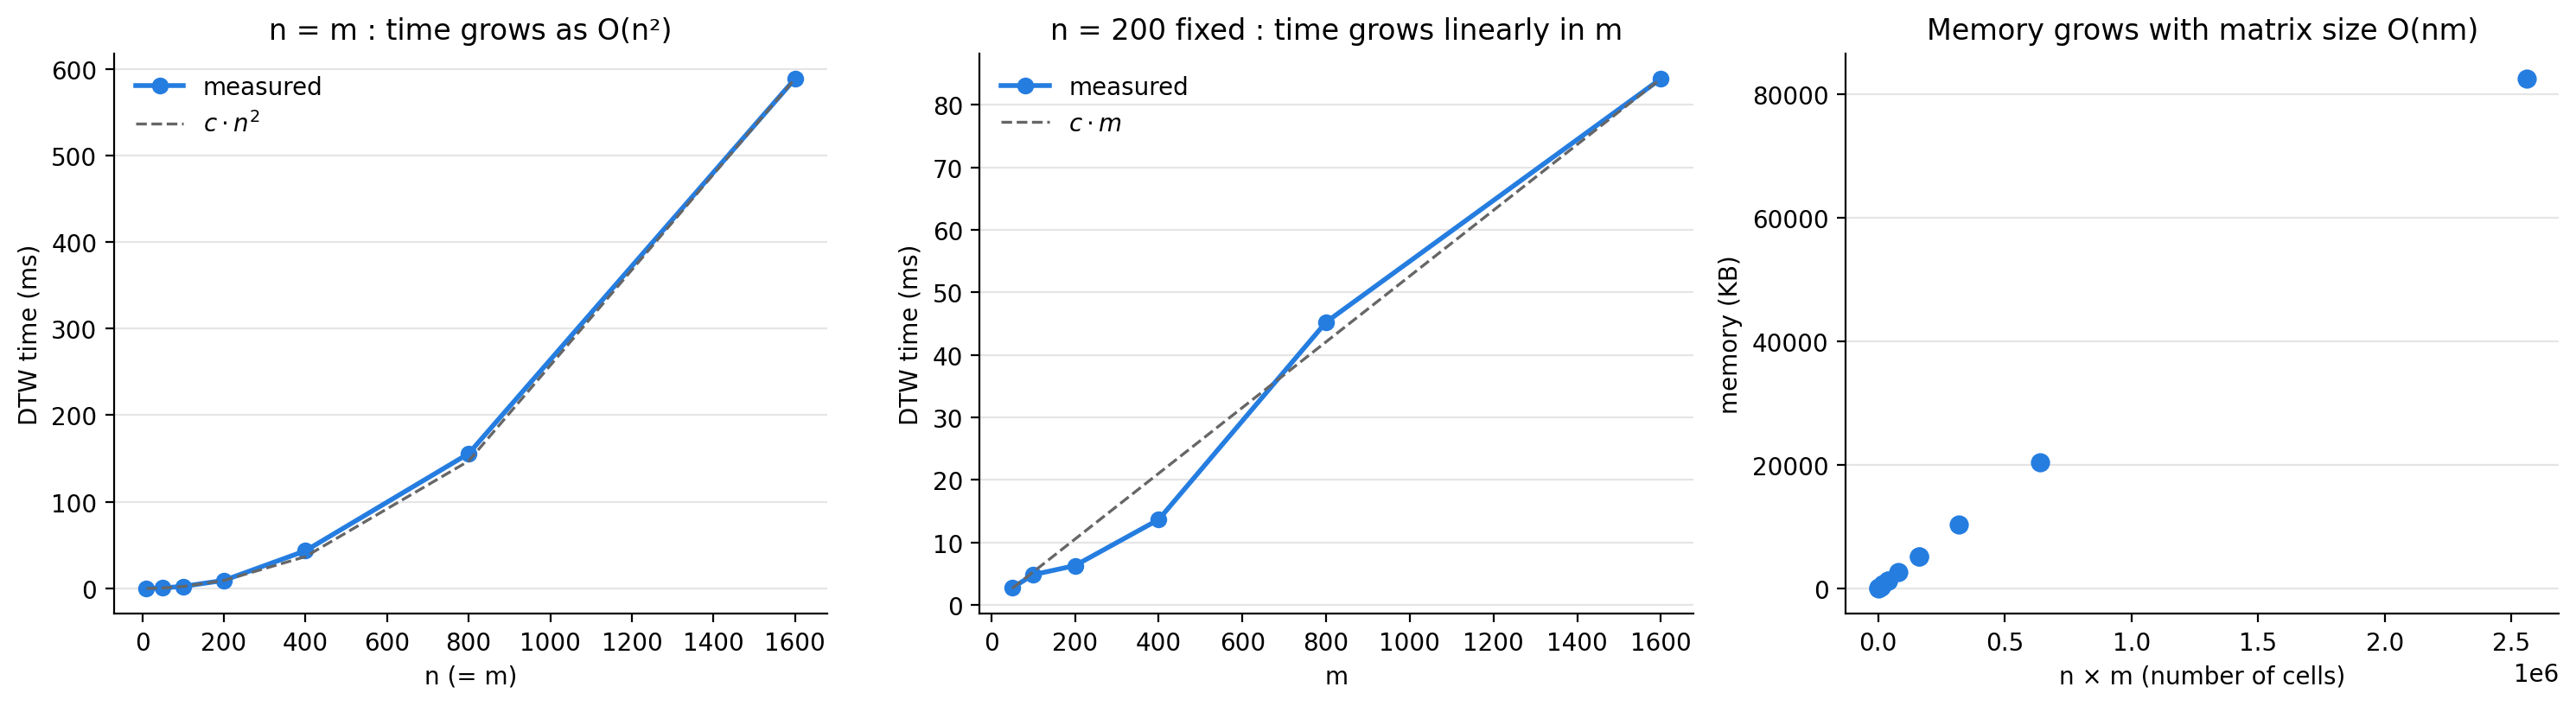 n = m : time grows as O(n²)
measured
c · n²
600
500
400
300
200
100
0
DTW time (ms)
0 200 400 600 800 1000 1200 1400 1600
n (= m)
n = 200 fixed : time grows linearly in m
measured
c · m
80
70
60
50
40
30
20
10
0
DTW time (ms)
0 200 400 600 800 1000 1200 1400 1600
m
Memory grows with matrix size O(nm)
80000
60000
40000
20000
0
memory (KB)
0.0 0.5 1.0 1.5 2.0 2.5
1e6
n × m (number of cells)